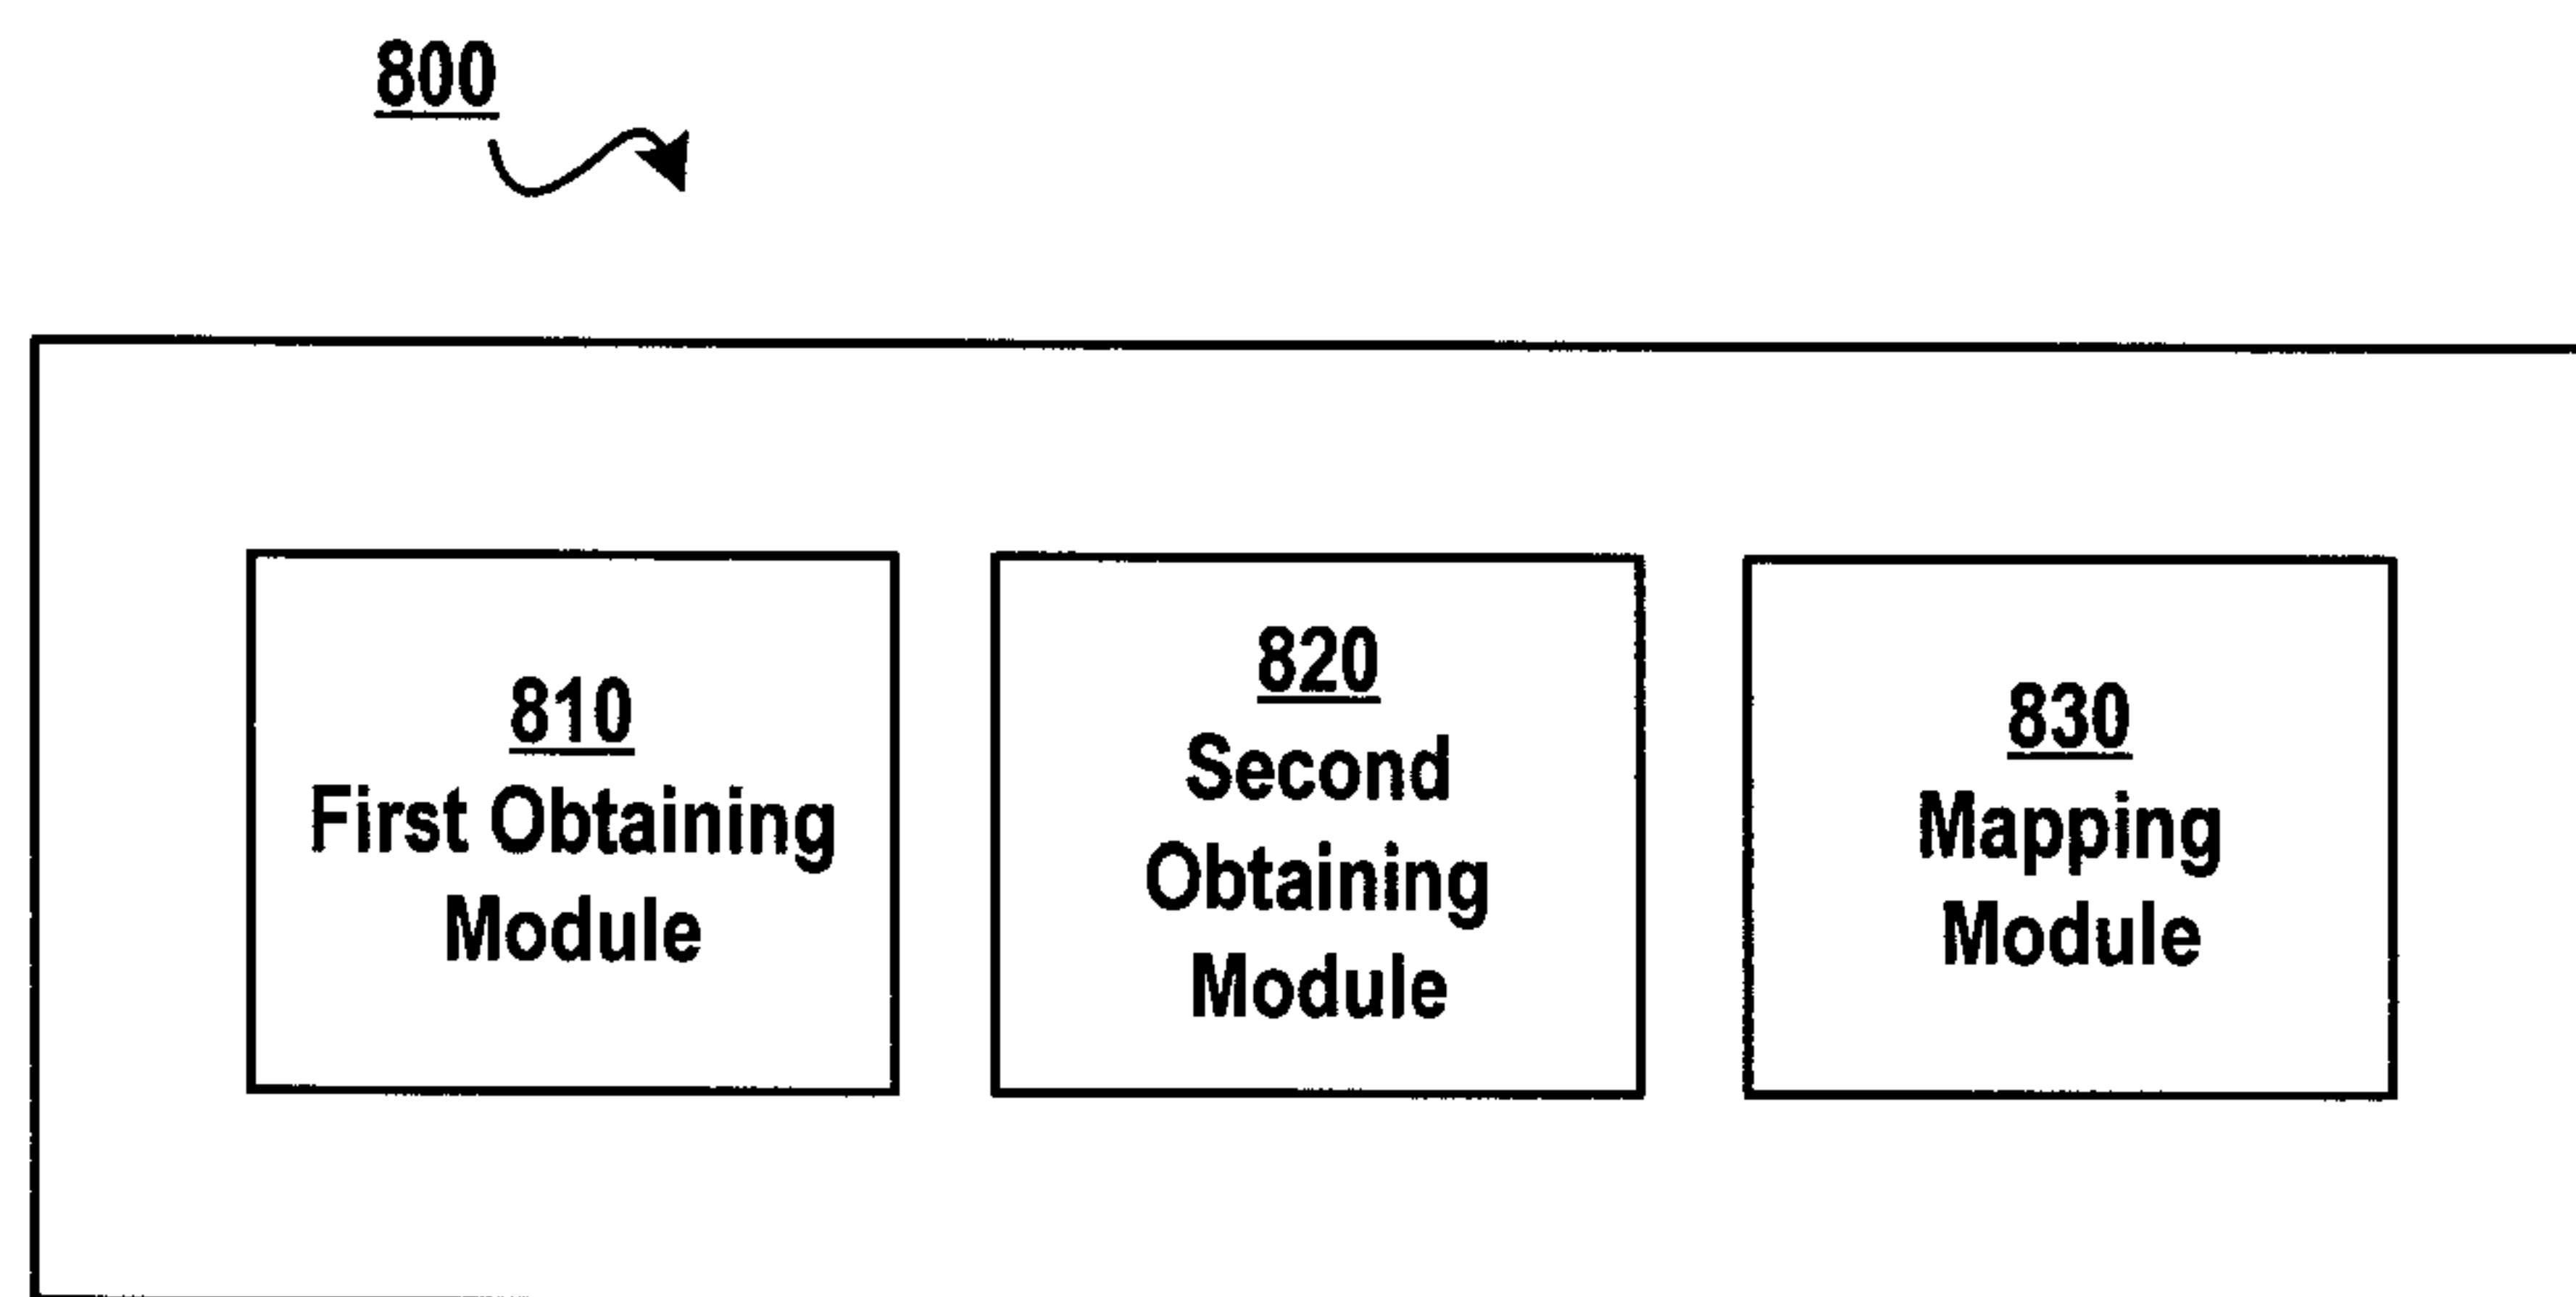 800
810
First Obtaining
Module
820
Second
Obtaining
Module
830
Mapping
Module